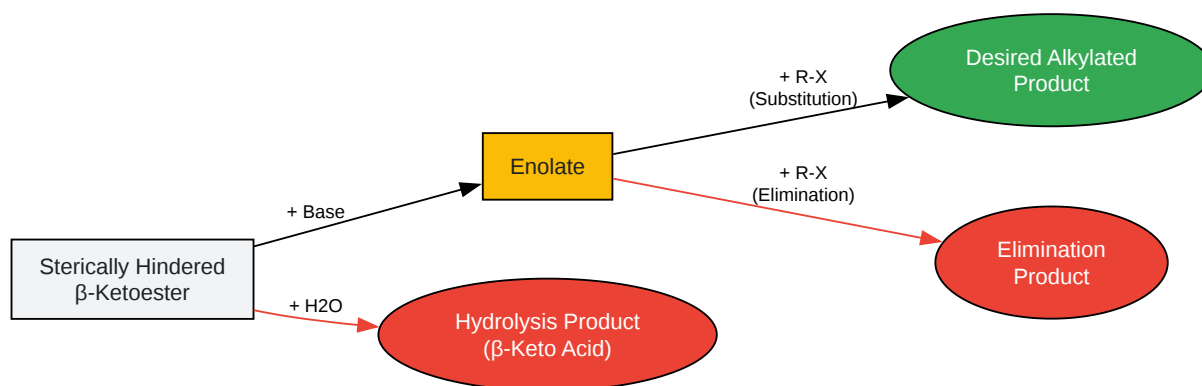 Sterically Hindered
β-Ketoester
+ Base
+ H2O
Hydrolysis Product
(β-Keto Acid)
Enolate
+ R-X
(Substitution)
Desired Alkylated
Product
+ R-X
(Elimination)
Elimination
Product